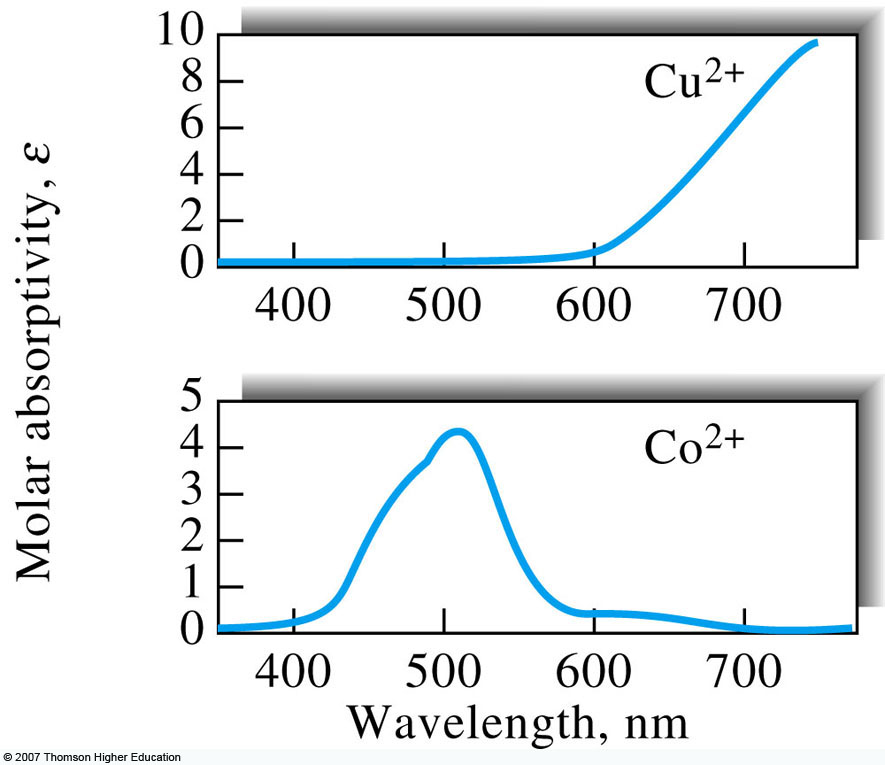 Molar absorptivity, ε
10
8
6
4
2
0
Cu2+
400 500 600 700
5
4
3
2
1
0
Co2+
400 500 600 700
Wavelength, nm
© 2007 Thomson Higher Education